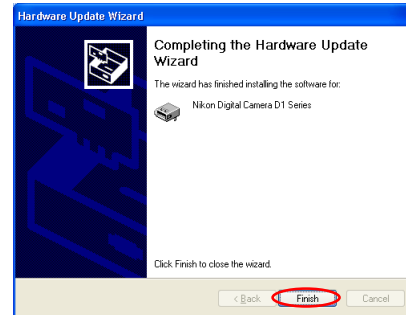 Hardware Update Wizard
Completing the Hardware Update
Wizard
The wizard has finished installing the software for:
Nikon Digital Camera D1 Series
Click Finish to close the wizard.
< Back Finish Cancel